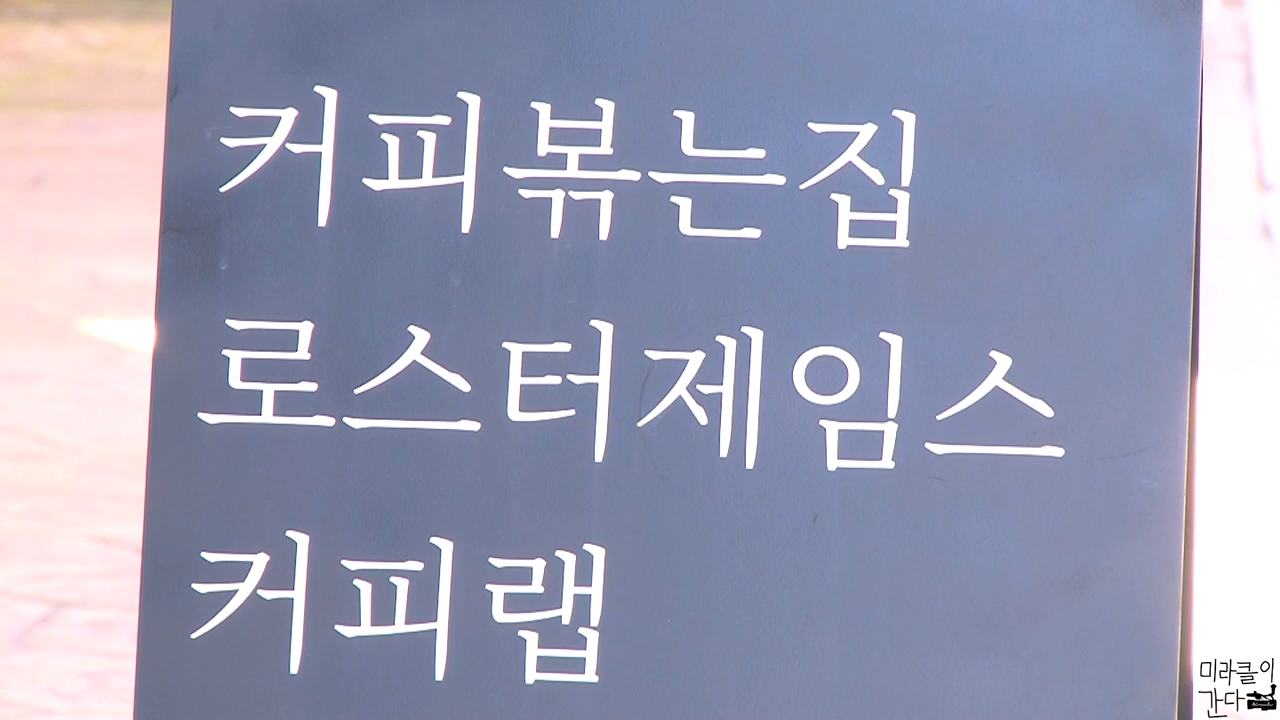 커피볶는집
로스터제임스
커피랩
미라클이
간다